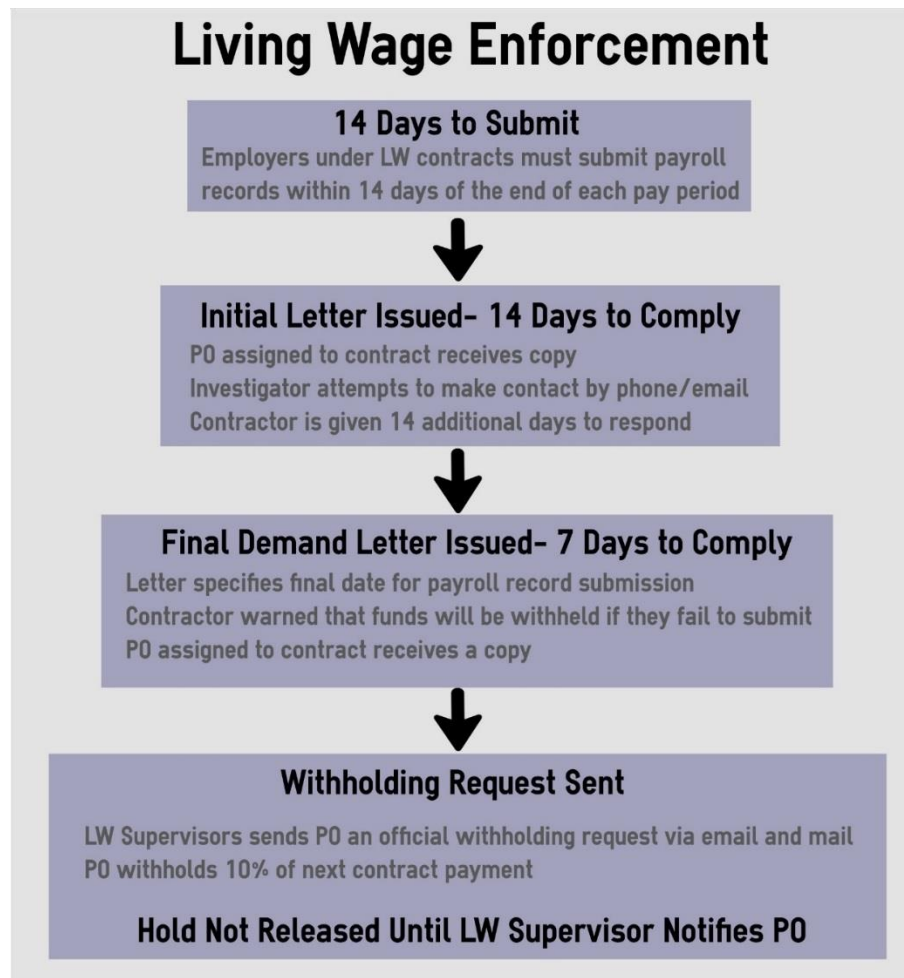 Living Wage Enforcement
14 Days to Submit
Employers under LW contracts must submit payroll
records within 14 days of the end of each pay period
Initial Letter Issued- 14 Days to Comply
PO assigned to contract receives copy
Investigator attempts to make contact by phone/email
Contractor is given 14 additional days to respond
Final Demand Letter Issued- 7 Days to Comply
Letter specifies final date for payroll record submission
Contractor warned that funds will be withheld if they fail to submit
PO assigned to contract receives a copy
Withholding Request Sent
LW Supervisors sends PO an official withholding request via email and mail
PO withholds 10% of next contract payment
Hold Not Released Until LW Supervisor Notifies PO